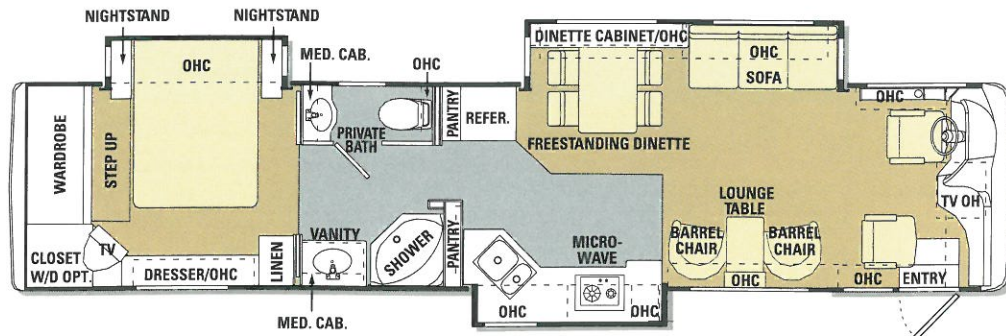 NIGHTSTAND
NIGHTSTAND
OHC
MED. CAB.
OHC
PRIVATE
BATH
PANTRY
REFER.
DINETTE CABINET/OHC
OHC
SOFA
FREESTANDING DINETTE
OHC
TV OH
WARDROBE
STEP UP
TV
CLOSET
W/D OPT.
DRESSER/OHC
LINEN
VANITY
MED. CAB.
SHOWER
PANTRY
MICRO-
WAVE
OHC
OHC
LOUNGE
TABLE
BARREL
CHAIR
BARREL
CHAIR
OHC
OHC
ENTRY